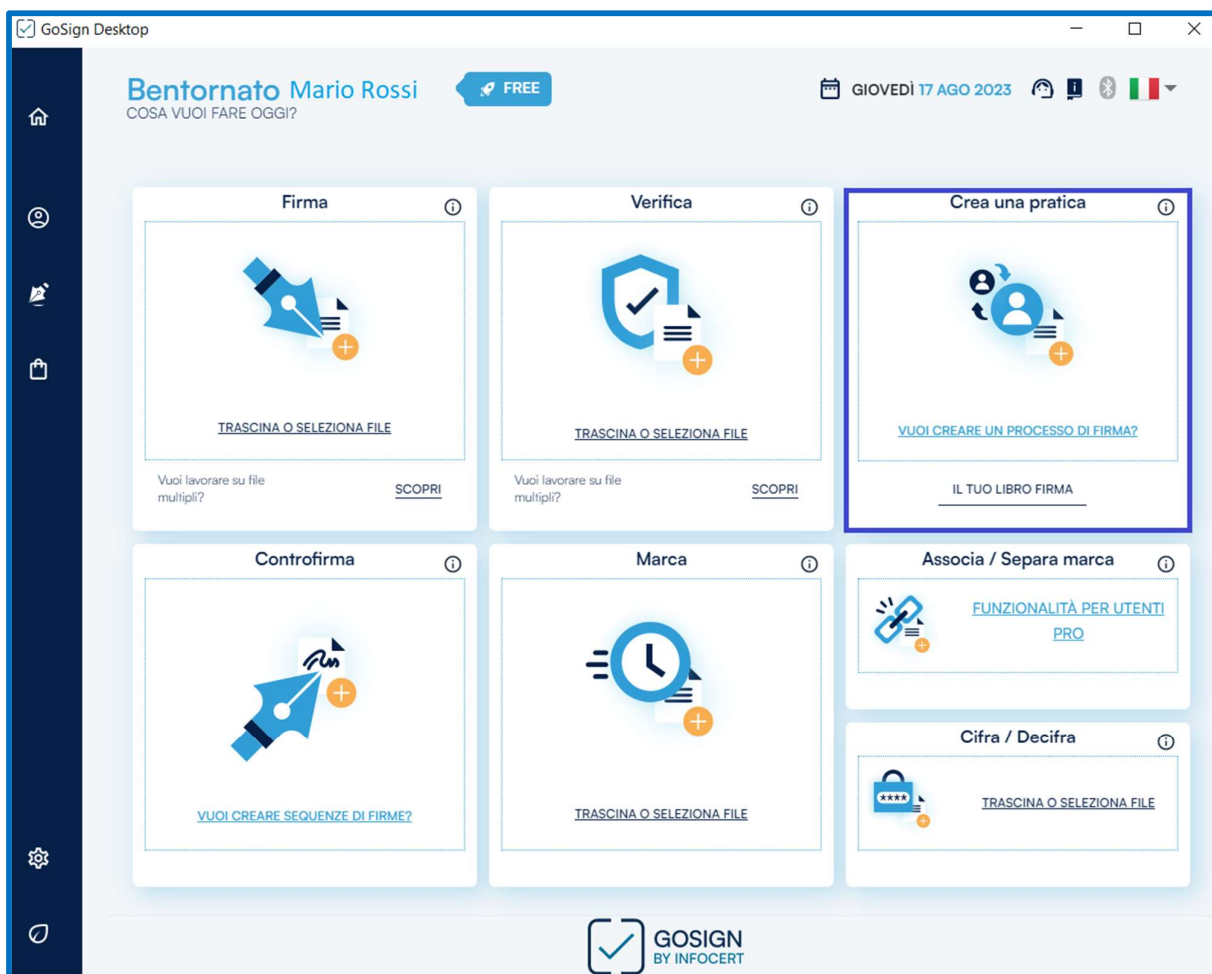 GoSign Desktop
Bentornato Mario Rossi
FREE
GIOVEDÌ 17 AGO 2023
COSA VUOI FARE OGGI?
Firma
TRASCINA O SELEZIONA FILE
Vuoi lavorare su file
multipli?
SCOPRI
Verifica
TRASCINA O SELEZIONA FILE
Vuoi lavorare su file
multipli?
SCOPRI
Crea una pratica
VUOI CREARE UN PROCESSO DI FIRMA?
IL TUO LIBRO FIRMA
Controfirma
VUOI CREARE SEQUENZE DI FIRME?
Marca
TRASCINA O SELEZIONA FILE
Associa / Separa marca
FUNZIONALITÀ PER UTENTI
PRO
Cifra / Decifra
****
TRASCINA O SELEZIONA FILE
GOSIGN
BY INFOCERT